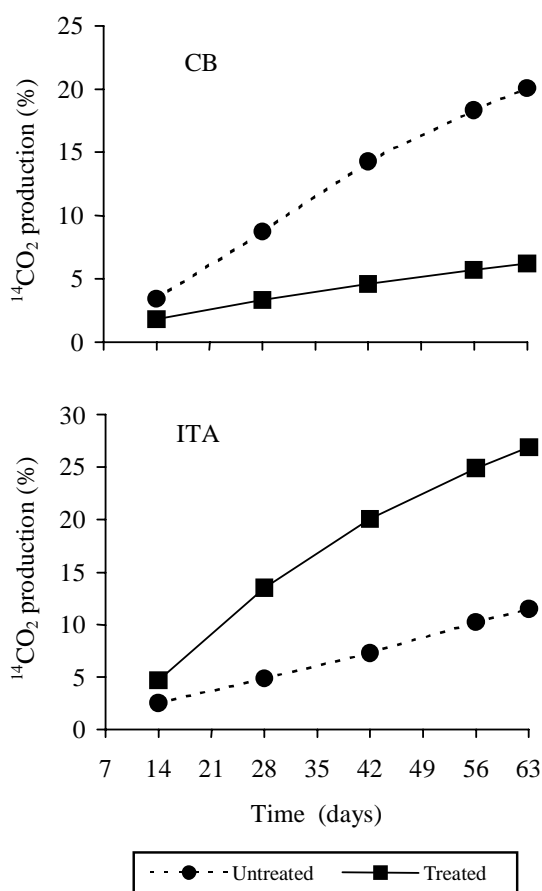 25
CB
20
15
10
5
0
¹⁴CO₂ production (%)
30
ITA
25
20
15
10
5
0
¹⁴CO₂ production (%)
7 14 21 28 35 42 49 56 63
Time (days)
Untreated Treated